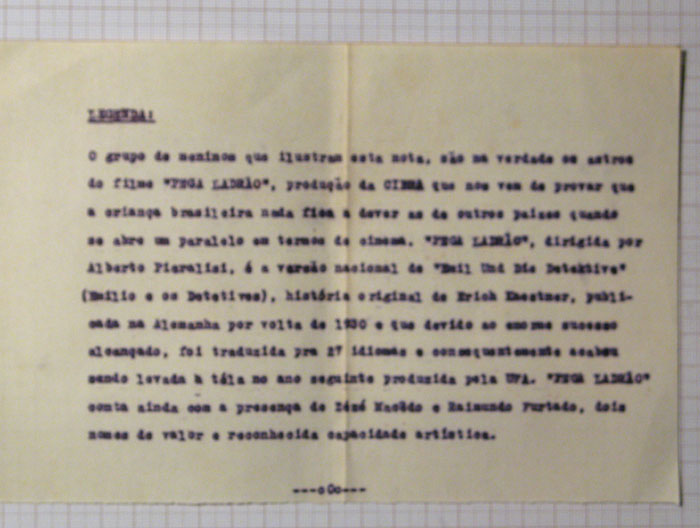 LEGENDA:
O grupo de meninos que ilustram esta nota, são na verdade os astros
do filme "PEGA LADRÃO", produção da que nos vem de provar que
a criança brasileira nada fica a dever as de outros países quando
se abre um paralelo em termos de cinema. "PEGA LADRÃO", dirigida por
Alberto Pieralisi, é a versão nacional de "Emil Und Die Detektive"
(Emílio e os Detetives), história original de Erich Kaestner, publi-
cada na Alemanha por volta de 1930 e que devido ao enorme sucesso
alcançado, foi traduzida pra 27 idiomas e consequentemente acabou
sendo levada à téla no ano seguinte produzida pela UFA. "PEGA LADRÃO"
conta ainda com a presença de Zézé Macêdo e Raimundo Furtado, dois
nomes de valor e reconhecida capacidade artística.
---oOo---